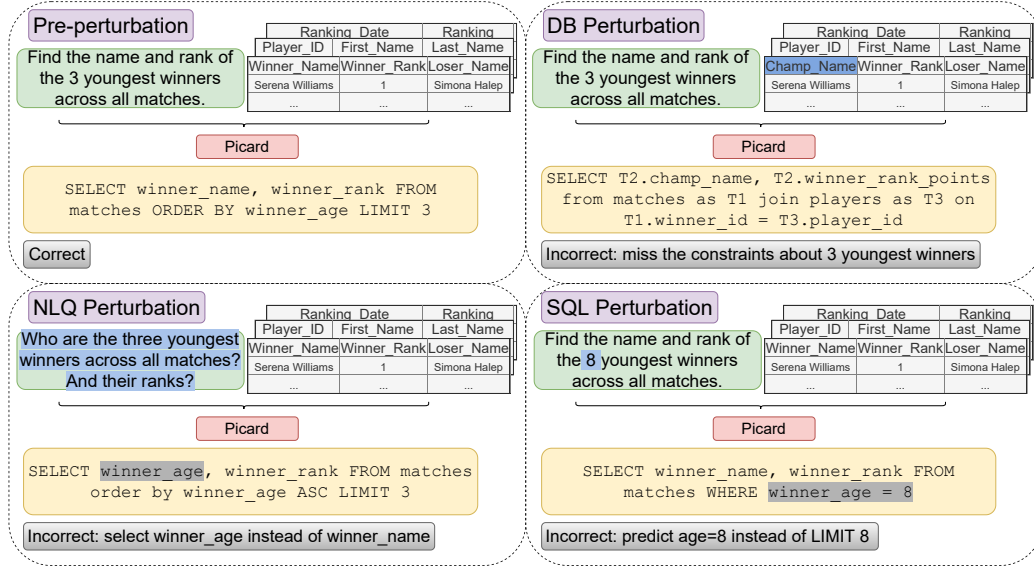 Pre-perturbation
Find the name and rank of
the 3 youngest winners
across all matches.
Ranking_Date Ranking
Player_ID First_Name Last_Name
Winner_Name Winner_Rank Loser_Name
Serena Williams 1 Simona Halep
... ... ...
Picard
SELECT winner_name, winner_rank FROM
matches ORDER BY winner_age LIMIT 3
Correct
DB Perturbation
Find the name and rank of
the 3 youngest winners
across all matches.
Ranking_Date Ranking
Player_ID First_Name Last_Name
Champ_Name Winner_Rank Loser_Name
Serena Williams 1 Simona Halep
... ... ...
Picard
SELECT T2.champ_name, T2.winner_rank_points
from matches as T1 join players as T3 on
T1.winner_id = T3.player_id
Incorrect: miss the constraints about 3 youngest winners
NLQ Perturbation
Who are the three youngest
winners across all matches?
And their ranks?
Ranking_Date Ranking
Player_ID First_Name Last_Name
Winner_Name Winner_Rank Loser_Name
Serena Williams 1 Simona Halep
... ... ...
Picard
SELECT winner_age, winner_rank FROM matches
order by winner_age ASC LIMIT 3
Incorrect: select winner_age instead of winner_name
SQL Perturbation
Find the name and rank of
the 8 youngest winners
across all matches.
Ranking_Date Ranking
Player_ID First_Name Last_Name
Winner_Name Winner_Rank Loser_Name
Serena Williams 1 Simona Halep
... ... ...
Picard
SELECT winner_name, winner_rank FROM
matches WHERE winner_age = 8
Incorrect: predict age=8 instead of LIMIT 8